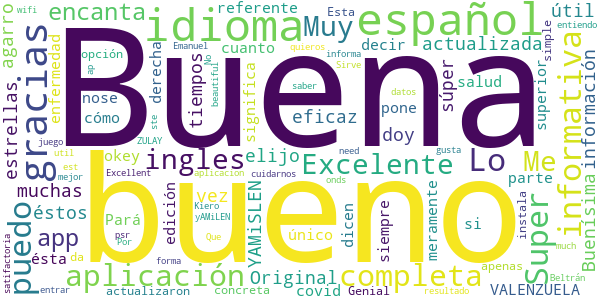 wifi
encanta
idioma
referente
Esta
Muy
español
útil
entiendo
agarro
gracias
enfermedad
opción
ap
nose
cómo
cuanto
Emanuel
derecha
tiempos
No
beautiful
quieros
significa
decir
informa
Sirve
saber
actualizada
súper
salud
pone
eficaz
doy
datos
superior
simple
informativa
información
Buena
estrellas
juego
util
est
mejor
ZULAY
ste
okey
Excellent
aplicacion
ingles
elijo
cuidarnos
need
Excelente
gusta
Lo
Me
parte
instala
Buenisima
bueno
puedo
muchas
éstos
app
ésta
da
Pará
psr
Por
edición
vez
Kiero
yAMiLEN
Que
YAMiSLEN
único
onds
dicen
siempre
meramente
si
Super
much
satisfactoria
entrar
aplicación
actualizaron
forma
concreta
Original
covid
completa
Genial
resultado
apenas
VALENZUELA
Beltrán